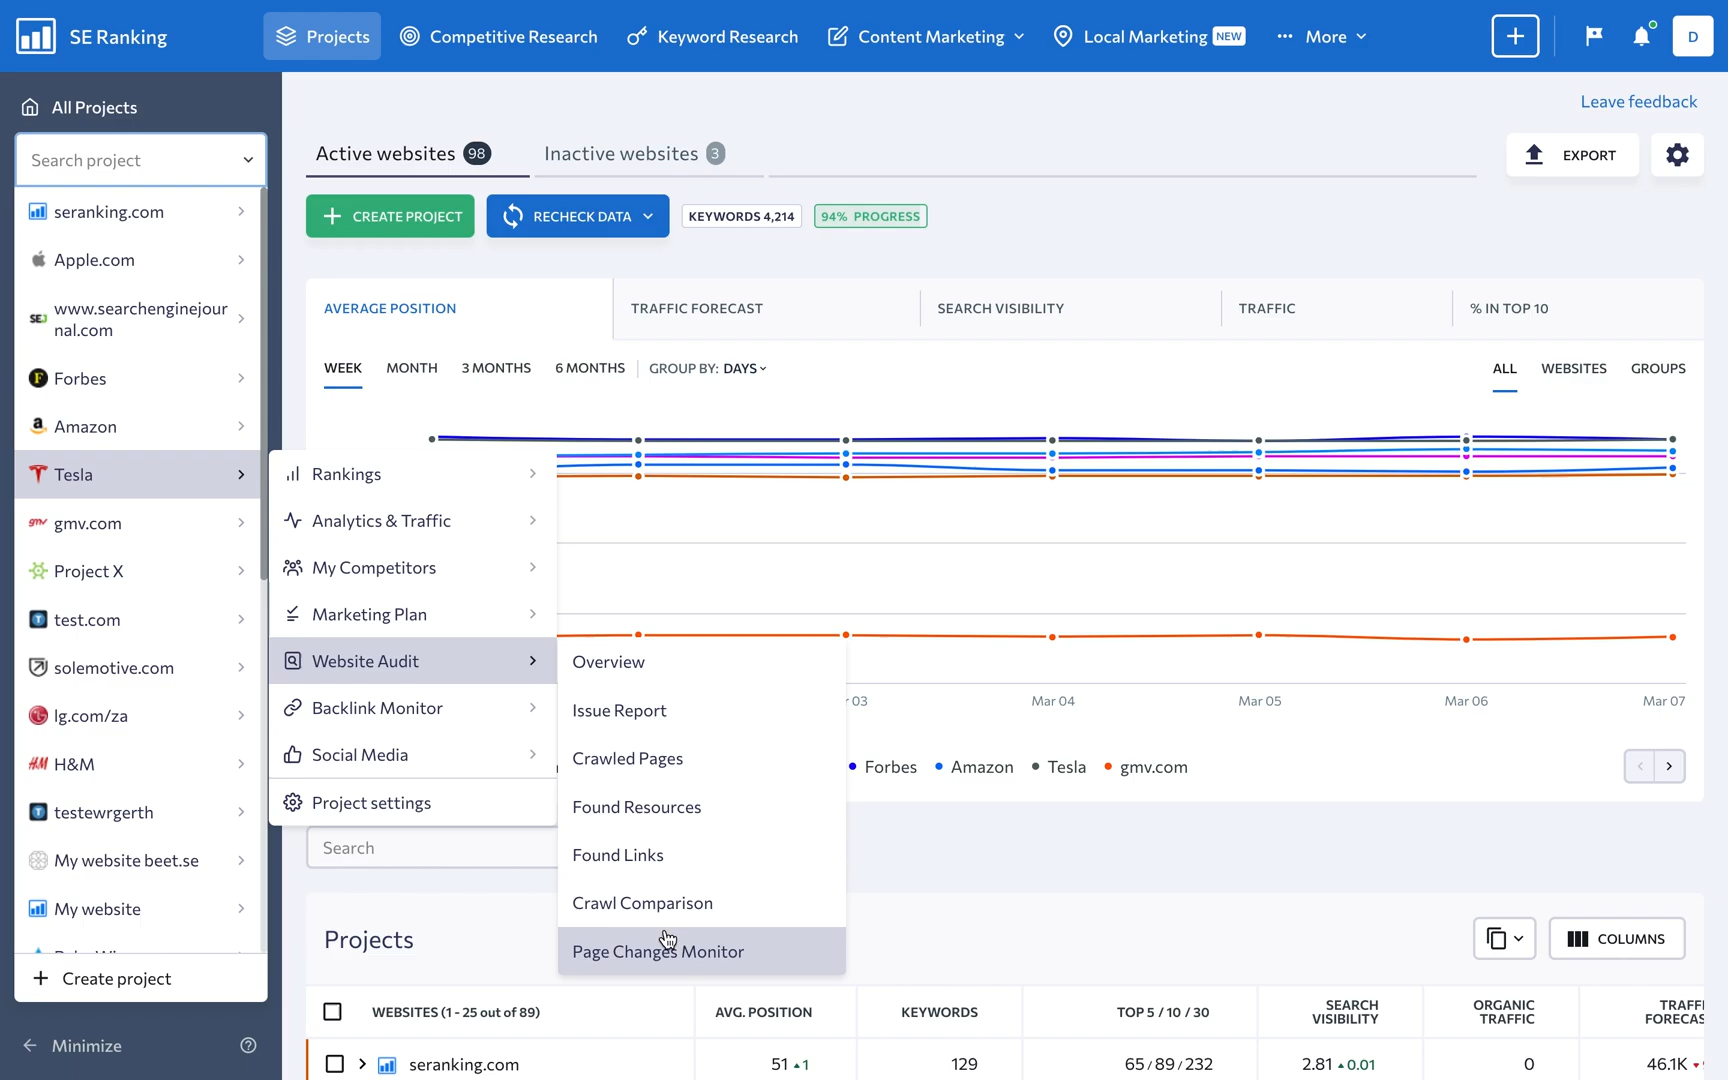 SE Ranking
Projects
Competitive Research
Keyword Research
Content Marketing
Local Marketing NEW
More
D
All Projects
Search project
seranking.com
Apple.com
www.searchenginejour
nal.com
Forbes
Amazon
Tesla
gmv.com
Project X
test.com
solemotive.com
lg.com/za
H&M
testewrgerth
My website beet.se
My website
+ Create project
Minimize
Leave feedback
Active websites 98
Inactive websites 3
EXPORT
+ CREATE PROJECT
RECHECK DATA
KEYWORDS 4,214
94% PROGRESS
AVERAGE POSITION
TRAFFIC FORECAST
SEARCH VISIBILITY
TRAFFIC
% IN TOP 10
WEEK
MONTH
3 MONTHS
6 MONTHS
GROUP BY: DAYS
ALL
WEBSITES
GROUPS
Rankings
Analytics & Traffic
My Competitors
Marketing Plan
Website Audit
Backlink Monitor
Social Media
Project settings
Overview
Issue Report
Crawled Pages
Found Resources
Found Links
Crawl Comparison
Page Changes Monitor
03
Mar 04
Mar 05
Mar 06
Mar 07
Forbes
Amazon
Tesla
gmv.com
Search
Projects
COLUMNS
WEBSITES (1 - 25 out of 89)
AVG. POSITION
KEYWORDS
TOP 5 / 10 / 30
SEARCH
VISIBILITY
ORGANIC
TRAFFIC
TRAFF
FORECAS
seranking.com
51 1
129
65 / 89 / 232
2.81 0.01
0
46.1K